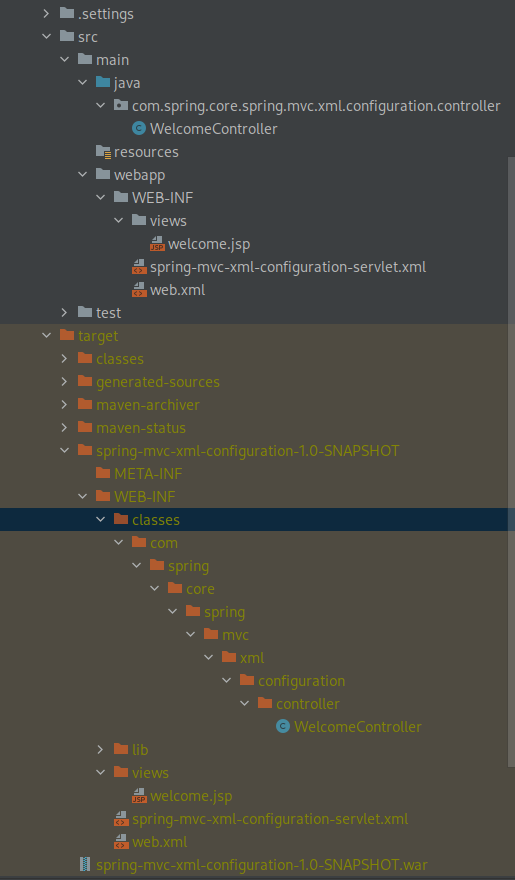 .settings
src
main
java
com.spring.core.spring.mvc.xml.configuration.controller
WelcomeController
resources
webapp
WEB-INF
views
welcome.jsp
spring-mvc-xml-configuration-servlet.xml
web.xml
test
target
classes
generated-sources
maven-archiver
maven-status
spring-mvc-xml-configuration-1.0-SNAPSHOT
META-INF
WEB-INF
classes
com
spring
core
spring
mvc
xml
configuration
controller
WelcomeController
lib
views
welcome.jsp
spring-mvc-xml-configuration-servlet.xml
web.xml
spring-mvc-xml-configuration-1.0-SNAPSHOT.war